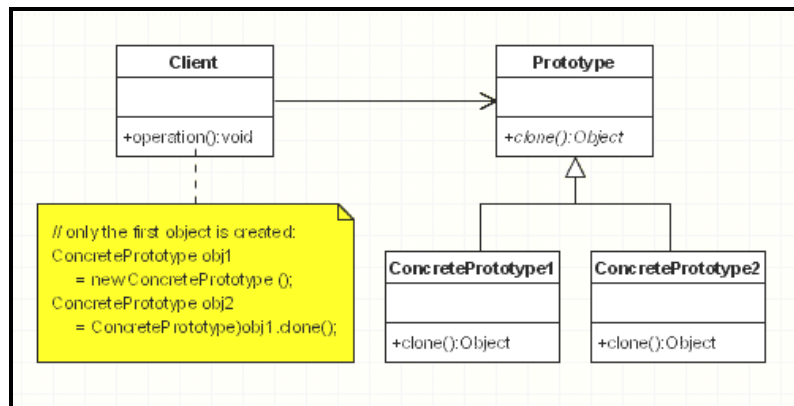 Client
+operation():void
Prototype
+clone():Object
// only the first object is created:
ConcretePrototype obj1
= new ConcretePrototype ();
ConcretePrototype obj2
= ConcretePrototype)obj1.clone();
ConcretePrototype1
+clone():Object
ConcretePrototype2
+clone():Object